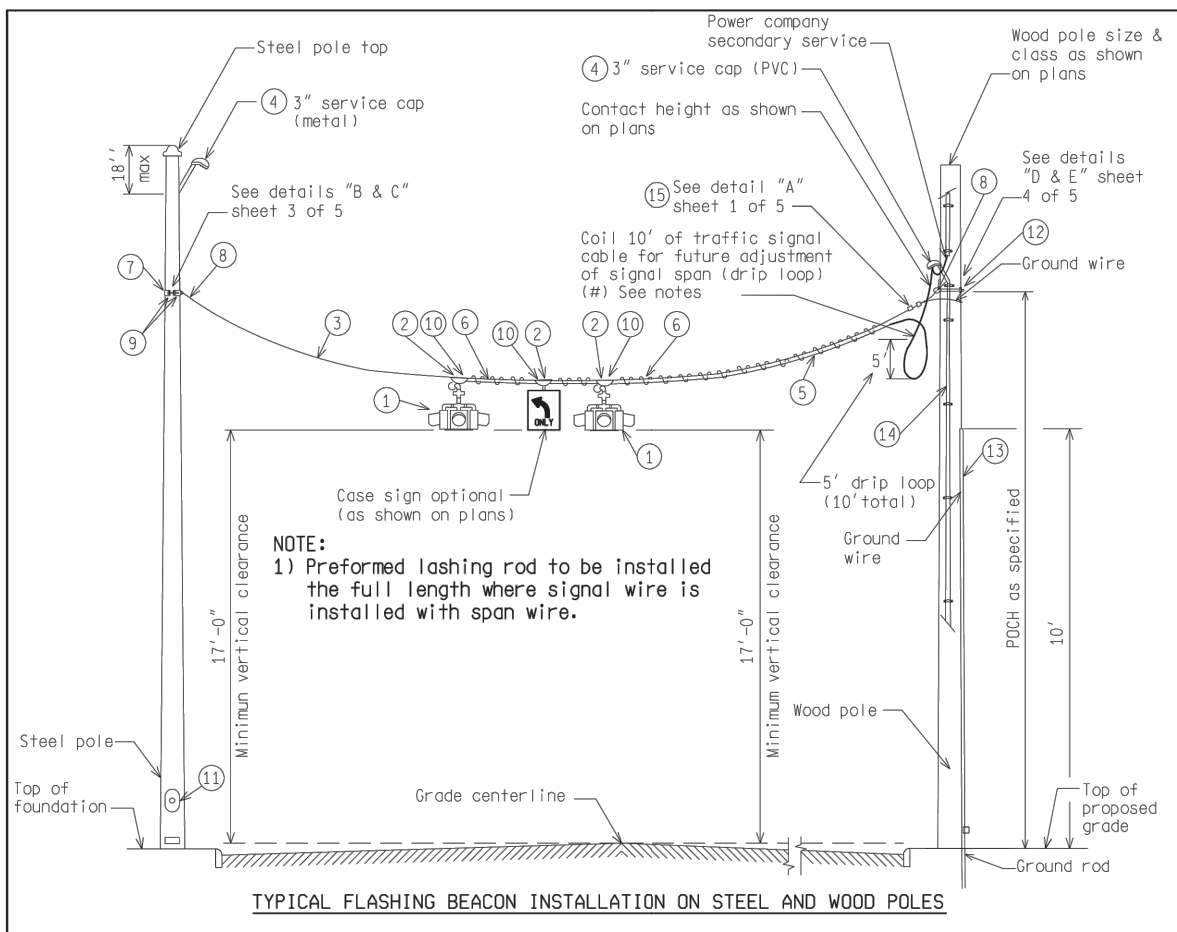 Steel pole top
④ 3" service cap
(metal)
18''
max
See details "B & C"
sheet 3 of 5
Power company
secondary service
④ 3" service cap (PVC)
Contact height as shown
on plans
Wood pole size &
class as shown
on plans
⑮ See detail "A"
sheet 1 of 5
See details
"D & E" sheet
4 of 5
⑧
⑫
Ground wire
Coil 10' of traffic signal
cable for future adjustment
of signal span (drip loop)
(#) See notes
⑦
⑧
⑨
③
②
⑩
⑥
⑩
②
②
⑩
⑥
⑤
5'
①
ONLY
①
⑭
⑬
Case sign optional
(as shown on plans)
5' drip loop
(10' total)
Ground
wire
NOTE:
1) Preformed lashing rod to be installed
the full length where signal wire is
installed with span wire.
17'-0"
Minimun vertical clearance
17'-0"
Minimum vertical clearance
POCH as specified
10'
Steel pole
Wood pole
⑪
Top of
foundation
Grade centerline
Top of
proposed
grade
Ground rod
TYPICAL FLASHING BEACON INSTALLATION ON STEEL AND WOOD POLES